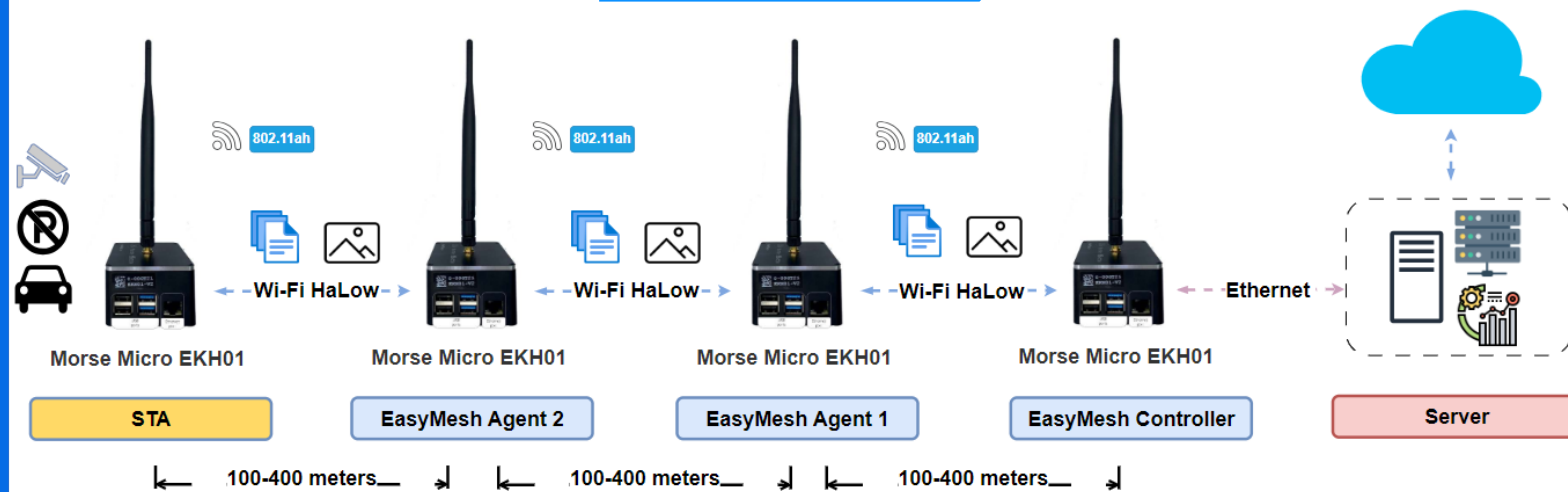 802.11ah
802.11ah
802.11ah
Wi-Fi HaLow
Wi-Fi HaLow
Wi-Fi HaLow
Ethernet
Morse Micro EKH01
Morse Micro EKH01
Morse Micro EKH01
Morse Micro EKH01
STA
EasyMesh Agent 2
EasyMesh Agent 1
EasyMesh Controller
Server
100-400 meters
100-400 meters
100-400 meters